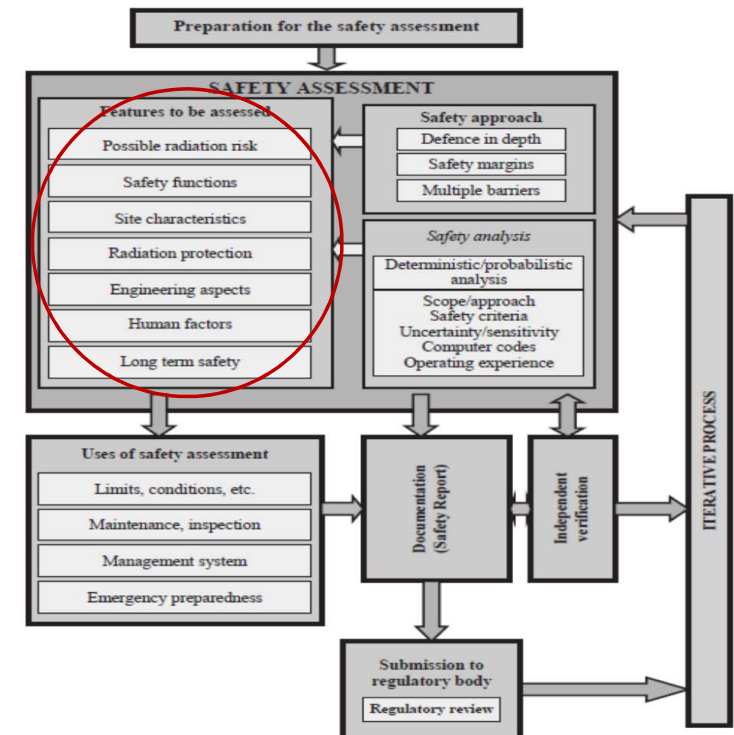 Preparation for the safety assessment
SAFETY ASSESSMENT
Features to be assessed
Possible radiation risk
Safety functions
Site characteristics
Radiation protection
Engineering aspects
Human factors
Long term safety
Safety approach
Defence in depth
Safety margins
Multiple barriers
Safety analysis
Deterministic/probabilistic
analysis
Scope/approach
Safety criteria
Uncertainty/sensitivity
Computer codes
Operating experience
Uses of safety assessment
Limits, conditions, etc.
Maintenance, inspection
Management system
Emergency preparedness
Documentation
(Safety Report)
Independent
verification
ITERATIVE PROCESS
Submission to
regulatory body
Regulatory review